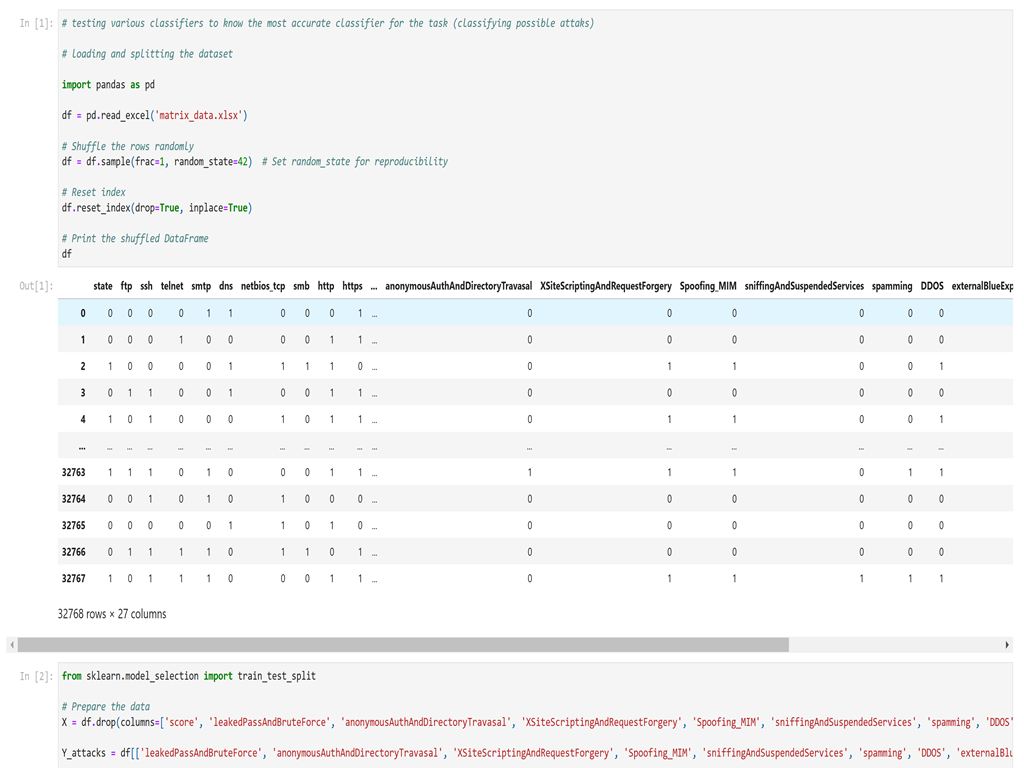 In [1]: # testing various classifiers to know the most accurate classifier for the task (classifying possible attaks)
# loading and splitting the dataset
import pandas as pd
df = pd.read_excel('matrix_data.xlsx')
# Shuffle the rows randomly
df = df.sample(frac=1, random_state=42)  # Set random_state for reproducibility
# Reset index
df.reset_index(drop=True, inplace=True)
# Print the shuffled DataFrame
df
Out[1]: state ftp ssh telnet smtp dns netbios_tcp smb http https ... anonymousAuthAndDirectoryTravasal XSiteScriptingAndRequestForgery Spoofing_MIM sniffingAndSuspendedServices spamming DDOS externalBlueExp
0 0 0 0 0 1 1 0 0 0 1 ... 0 0 0 0 0 0
1 0 0 0 1 0 0 0 0 1 1 ... 0 0 0 0 0 0
2 1 0 0 0 0 1 1 1 1 0 ... 0 1 1 0 0 1
3 0 1 1 0 0 1 0 0 1 1 ... 0 0 0 0 0 0
4 1 0 1 0 0 0 1 0 1 1 ... 0 1 1 0 0 1
... ... ... ... ... ... ... ... ... ... ... ... ... ... ... ... ...
32763 1 1 1 0 1 0 0 0 1 1 ... 1 1 1 0 1 1
32764 0 0 1 0 1 0 1 0 0 0 ... 0 0 0 0 0 0
32765 0 0 0 0 0 1 1 0 1 0 ... 0 0 0 0 0 0
32766 0 1 1 1 1 0 1 1 0 1 ... 0 0 0 0 0 0
32767 1 0 1 1 1 0 0 0 1 1 ... 0 1 1 1 1 1
32768 rows × 27 columns
In [2]: from sklearn.model_selection import train_test_split
# Prepare the data
X = df.drop(columns=['score', 'leakedPassAndBruteForce', 'anonymousAuthAndDirectoryTravasal', 'XSiteScriptingAndRequestForgery', 'Spoofing_MIM', 'sniffingAndSuspendedServices', 'spamming', 'DDOS'
Y_attacks = df[['leakedPassAndBruteForce', 'anonymousAuthAndDirectoryTravasal', 'XSiteScriptingAndRequestForgery', 'Spoofing_MIM', 'sniffingAndSuspendedServices', 'spamming', 'DDOS', 'externalBlu